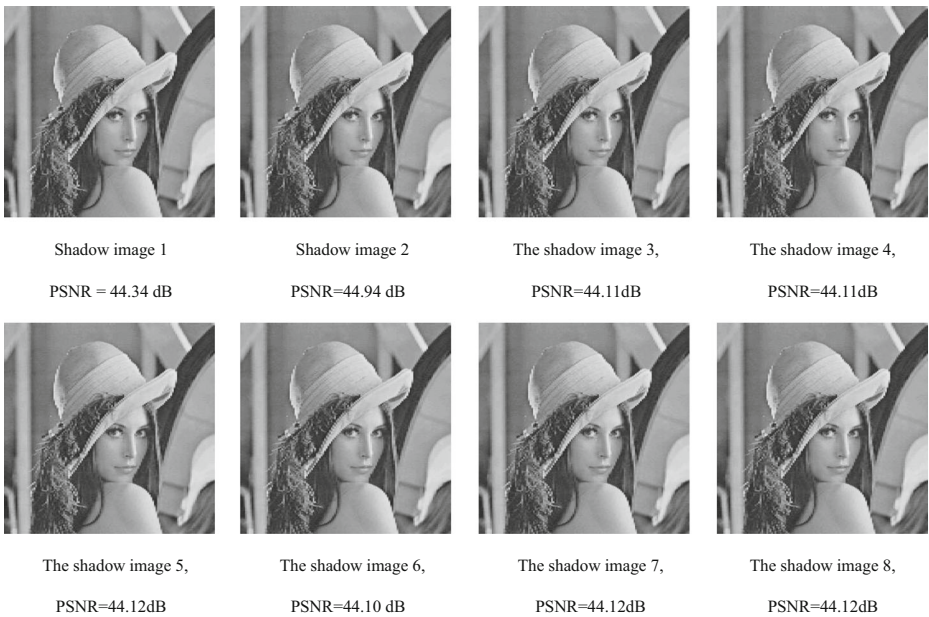 Shadow image 1
Shadow image 2
The shadow image 3,
The shadow image 4,
PSNR = 44.34 dB
PSNR=44.94 dB
PSNR=44.11dB
PSNR=44.11dB
The shadow image 5,
The shadow image 6,
The shadow image 7,
The shadow image 8,
PSNR=44.12dB
PSNR=44.10 dB
PSNR=44.12dB
PSNR=44.12dB